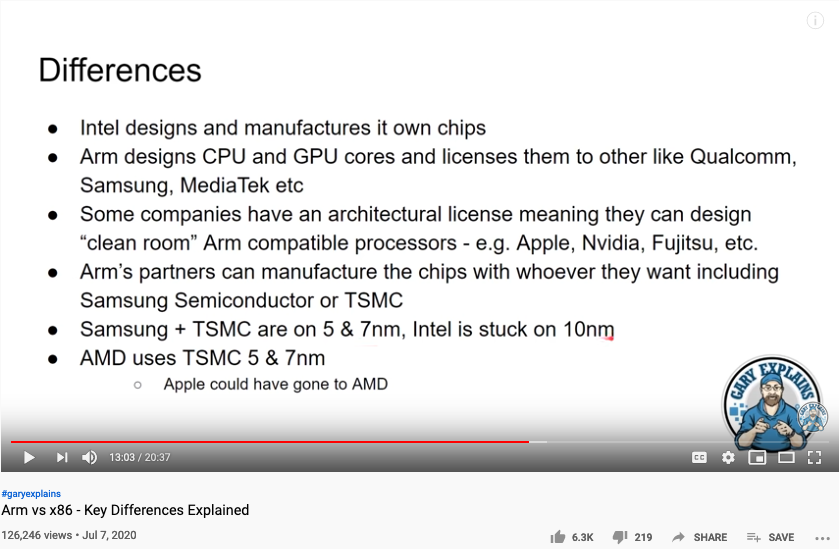 Differences
● Intel designs and manufactures it own chips
● Arm designs CPU and GPU cores and licenses them to other like Qualcomm,
Samsung, MediaTek etc
● Some companies have an architectural license meaning they can design
“clean room” Arm compatible processors - e.g. Apple, Nvidia, Fujitsu, etc.
● Arm’s partners can manufacture the chips with whoever they want including
Samsung Semiconductor or TSMC
● Samsung + TSMC are on 5 & 7nm, Intel is stuck on 10nm
● AMD uses TSMC 5 & 7nm
○ Apple could have gone to AMD
GARY EXPLAINS
13:03 / 20:37
CC
#garyexplains
Arm vs x86 - Key Differences Explained
126,246 views • Jul 7, 2020
6.3K
219
SHARE
SAVE